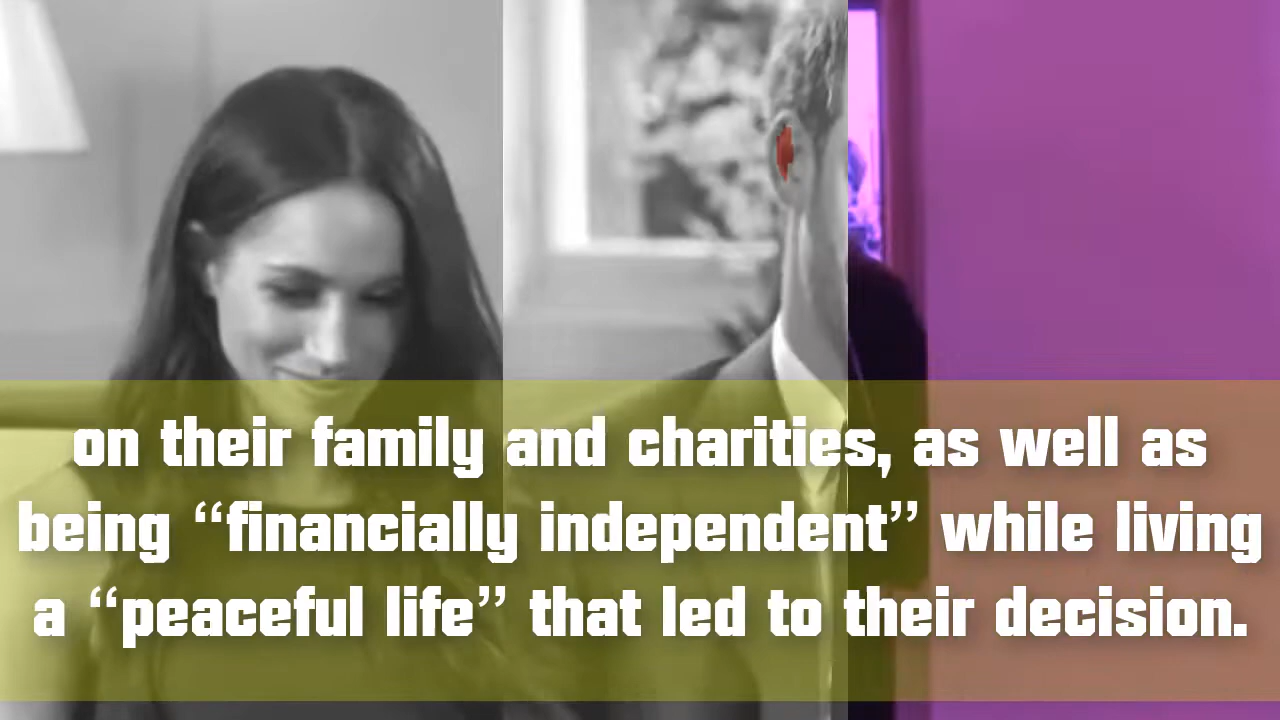 on their family and charities, as well as
being “financially independent” while living
a “peaceful life” that led to their decision.